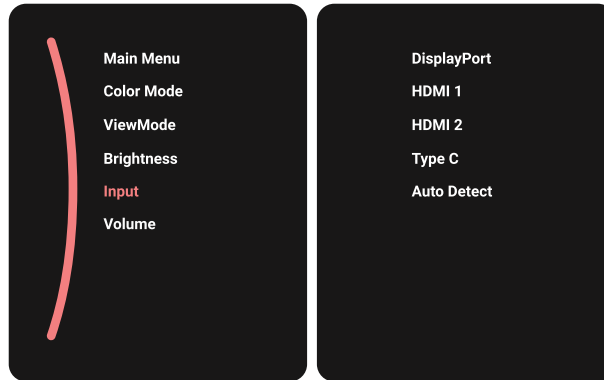 Main Menu
Color Mode
ViewMode
Brightness
Input
Volume
DisplayPort
HDMI 1
HDMI 2
Type C
Auto Detect